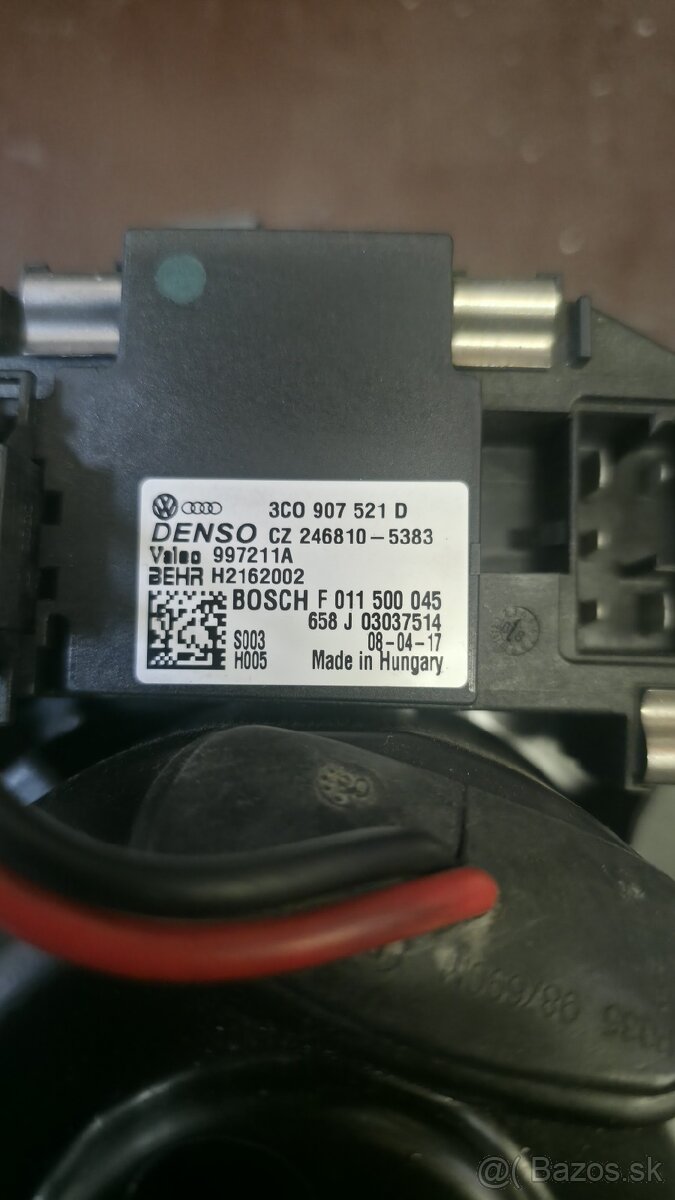 3C0 907 521 D
DENSO CZ 246810-5383
Valeo 997211A
BEHR H2162002
BOSCH F 011 500 045
658 J 03037514
S003 08-04-17
H005 Made in Hungary
@ Bazos.sk